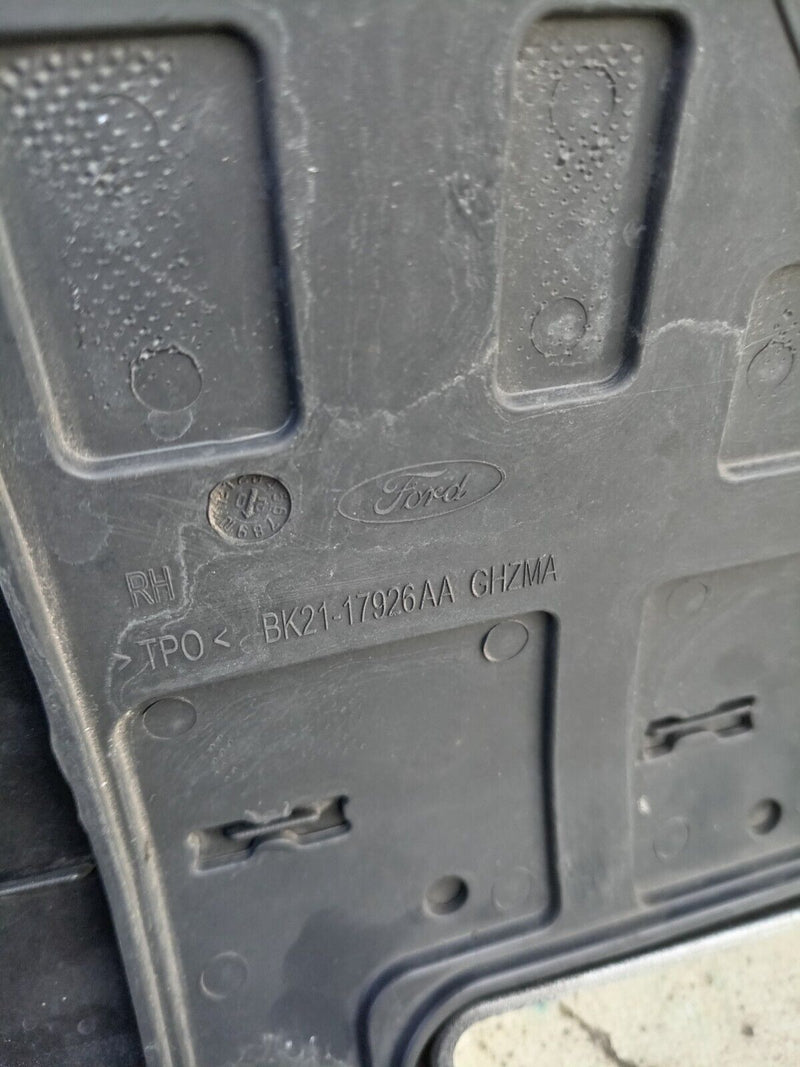 Ford
RH
>TPO< BK21-17926AA GHZMA